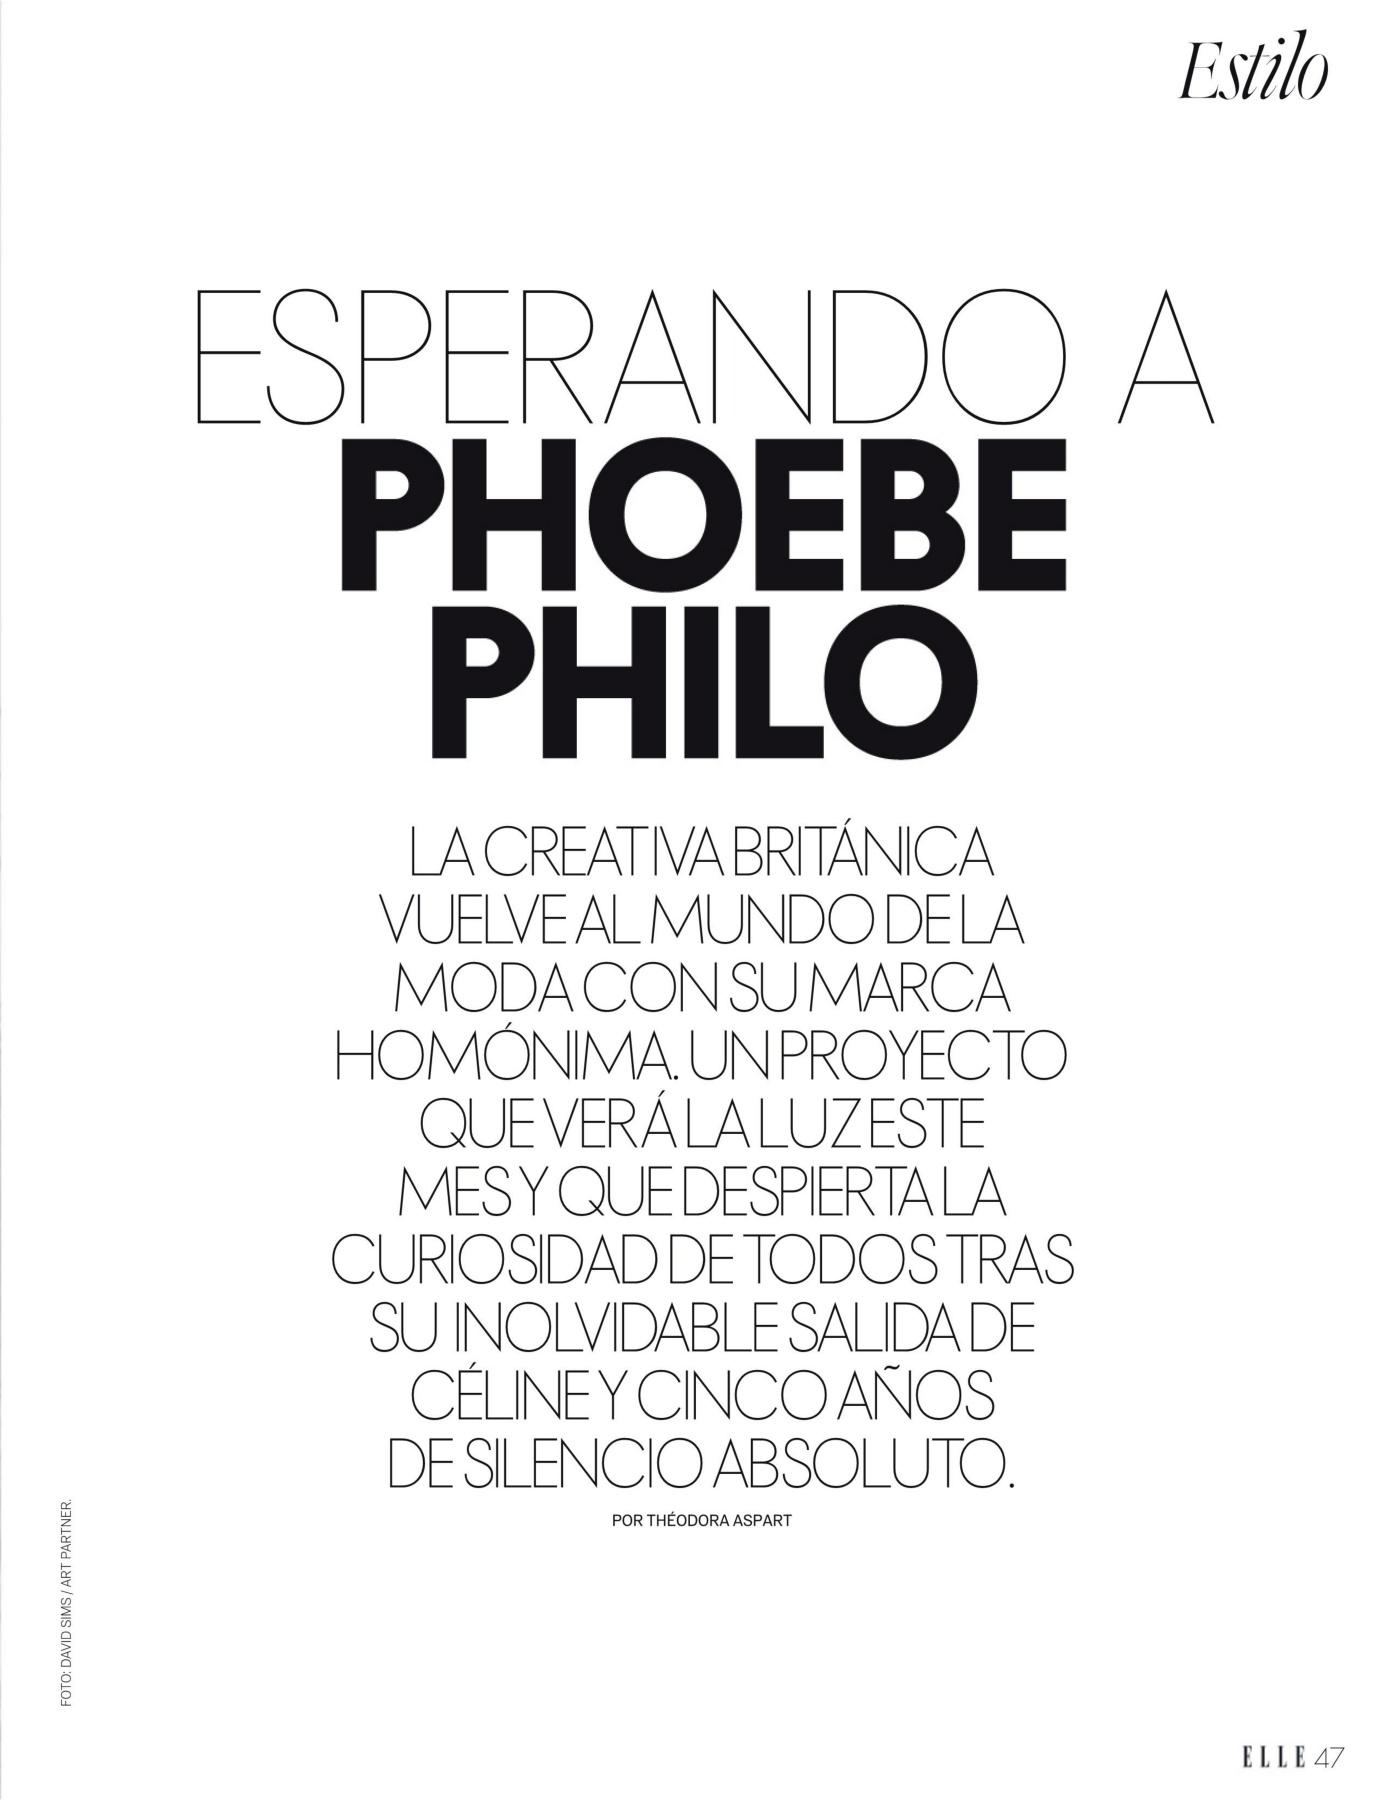 Estilo
ESPERANDO A
PHOEBE
PHILO
LA CREATIVA BRITÁNICA
VUELVE AL MUNDO DE LA
MODA CON SU MARCA
HOMÓNIMA. UN PROYECTO
QUE VERÁ LA LUZ ESTE
MES Y QUE DESPIERTA LA
CURIOSIDAD DE TODOS TRAS
SU INOLVIDABLE SALIDA DE
CÉLINE Y CINCO AÑOS
DE SILENCIO ABSOLUTO.
POR THÉODORA ASPART
FOTO: DAVID SIMS / ART PARTNER.
ELLE 47